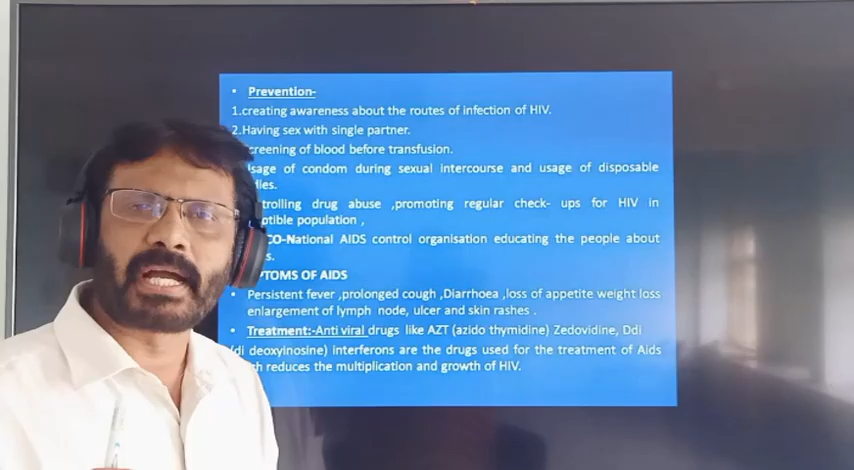 Prevention-
1.creating awareness about the routes of infection of HIV.
2.Having sex with single partner.
creening of blood before transfusion.
sage of condom during sexual intercourse and usage of disposable
dles.
trolling drug abuse ,promoting regular check- ups for HIV in
ptible population ,
CO-National AIDS control organisation educating the people about
s.
PTOMS OF AIDS
Persistent fever ,prolonged cough ,Diarrhoea ,loss of appetite weight loss
enlargement of lymph node, ulcer and skin rashes .
Treatment:-Anti viral drugs like AZT (azido thymidine) Zedovidine, Ddi
(di deoxyinosine) interferons are the drugs used for the treatment of Aids
h reduces the multiplication and growth of HIV.